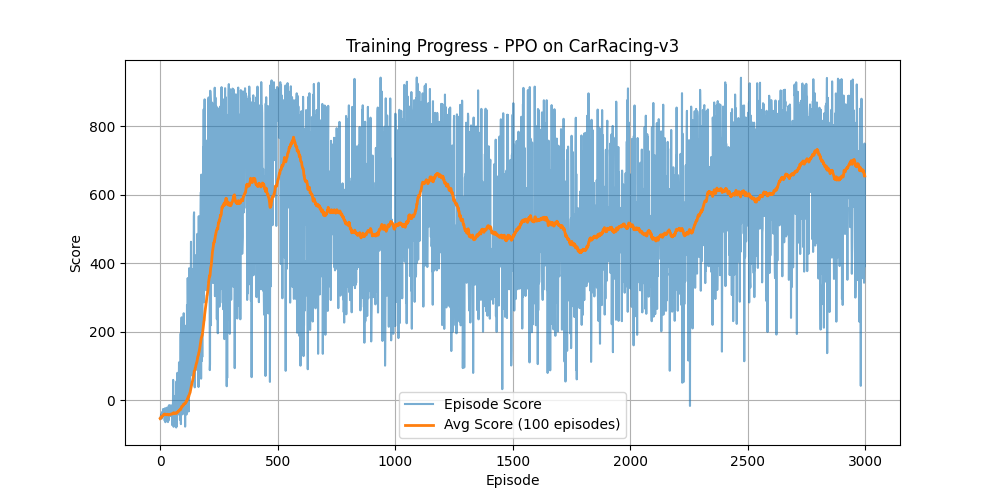 Training Progress - PPO on CarRacing-v3
Score
800
600
400
200
0
Episode Score
Avg Score (100 episodes)
0 500 1000 1500 2000 2500 3000
Episode